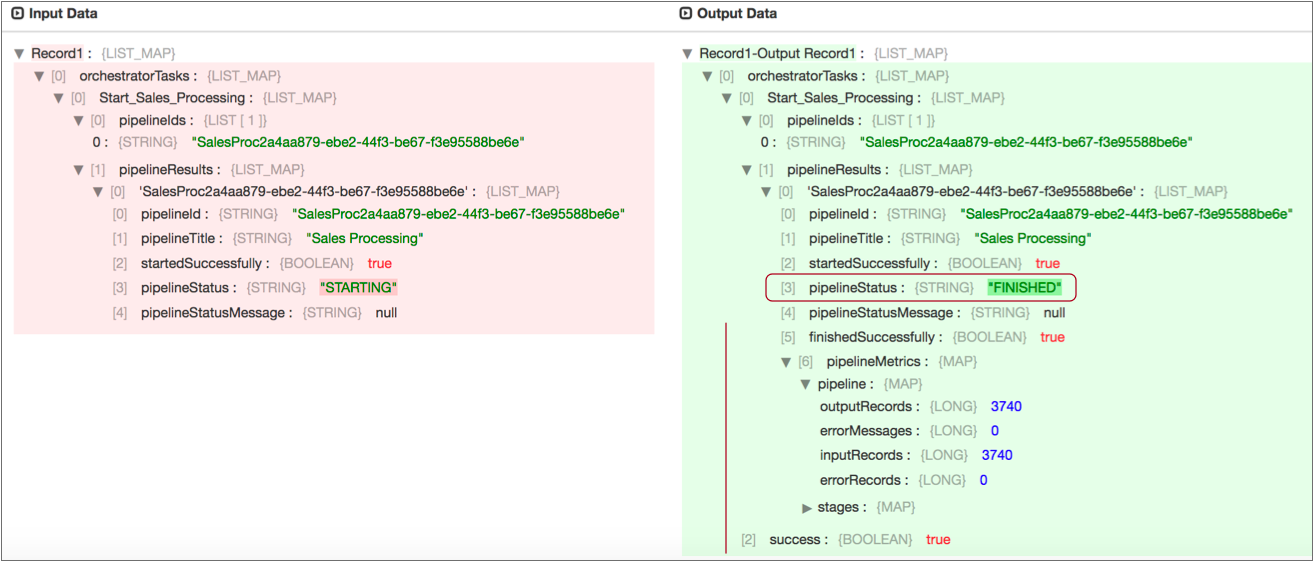 Input Data
Record1 : {LIST_MAP}
[0] orchestratorTasks : {LIST_MAP}
[0] Start_Sales_Processing : {LIST_MAP}
[0] pipelineIds : {LIST [ 1 ]}
0 : {STRING} "SalesProc2a4aa879-ebe2-44f3-be67-f3e95588be6e"
[1] pipelineResults : {LIST_MAP}
[0] 'SalesProc2a4aa879-ebe2-44f3-be67-f3e95588be6e' : {LIST_MAP}
[0] pipelineId : {STRING} "SalesProc2a4aa879-ebe2-44f3-be67-f3e95588be6e"
[1] pipelineTitle : {STRING} "Sales Processing"
[2] startedSuccessfully : {BOOLEAN} true
[3] pipelineStatus : {STRING} "STARTING"
[4] pipelineStatusMessage : {STRING} null
Output Data
Record1-Output Record1 : {LIST_MAP}
[0] orchestratorTasks : {LIST_MAP}
[0] Start_Sales_Processing : {LIST_MAP}
[0] pipelineIds : {LIST [ 1 ]}
0 : {STRING} "SalesProc2a4aa879-ebe2-44f3-be67-f3e95588be6e"
[1] pipelineResults : {LIST_MAP}
[0] 'SalesProc2a4aa879-ebe2-44f3-be67-f3e95588be6e' : {LIST_MAP}
[0] pipelineId : {STRING} "SalesProc2a4aa879-ebe2-44f3-be67-f3e95588be6e"
[1] pipelineTitle : {STRING} "Sales Processing"
[2] startedSuccessfully : {BOOLEAN} true
[3] pipelineStatus : {STRING} "FINISHED"
[4] pipelineStatusMessage : {STRING} null
[5] finishedSuccessfully : {BOOLEAN} true
[6] pipelineMetrics : {MAP}
pipeline : {MAP}
outputRecords : {LONG} 3740
errorMessages : {LONG} 0
inputRecords : {LONG} 3740
errorRecords : {LONG} 0
stages : {MAP}
[2] success : {BOOLEAN} true